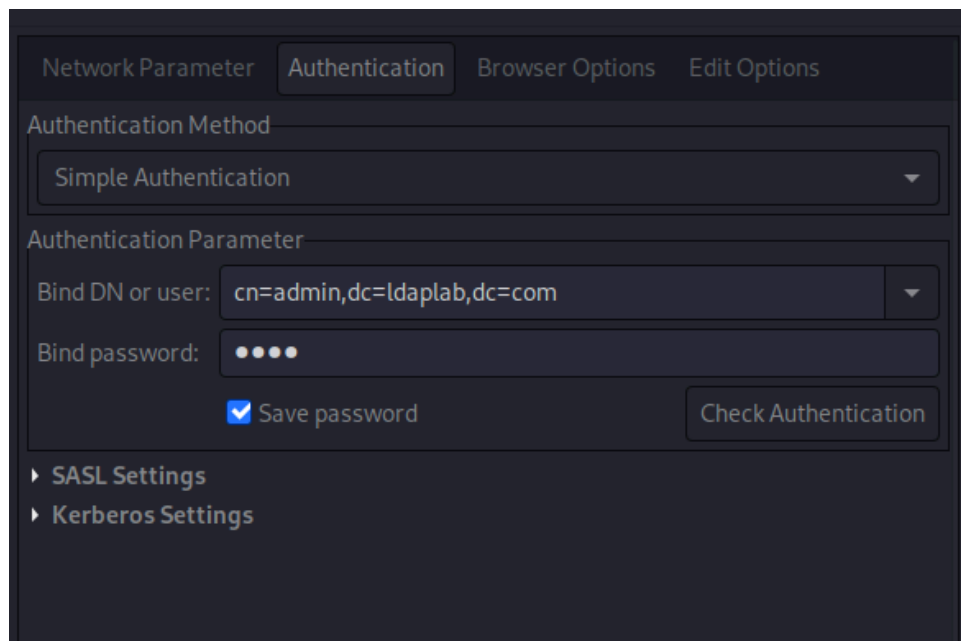 Network Parameter Authentication Browser Options Edit Options
Authentication Method
Simple Authentication
Authentication Parameter
Bind DN or user: cn=admin,dc=ldaplab,dc=com
Bind password: ●●●●
Save password Check Authentication
SASL Settings
Kerberos Settings